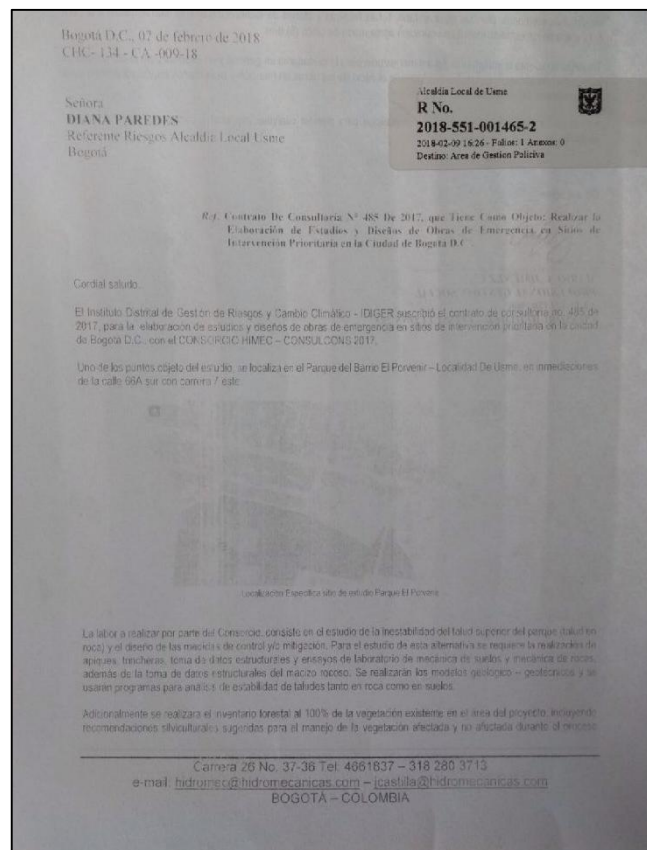 Bogotá D.C., 02 de febrero de 2018
CHC- 134 - CA -009-18
Señora
DIANA PAREDES
Referente Riesgos Alcaldía Local Usme
Bogotá
Alcaldia Local de Usme
R No.
2018-551-001465-2
2018-02-09 16:26 - Folios: 1 Anexos: 0
Destino: Area de Gestion Policiva
Ref. Contrato De Consultaría Nº 485 De 2017, que Tiene Como Objeto: Realizar la
Elaboración de Estudios y Diseños de Obras de Emergencia en Sitios de
Intervención Prioritaria en la Ciudad de Bogotá D.C
Cordial saludo.
El Instituto Distrital de Gestión de Riesgos y Cambio Climático - IDIGER suscribió el contrato de consultoría no. 485 de
2017, para la elaboración de estudios y diseños de obras de emergencia en sitios de intervención prioritaria en la ciudad
de Bogotá D.C., con el CONSORCIO HIMEC – CONSULCONS 2017.
Uno de los puntos objeto del estudio, se localiza en el Parque del Barrio El Porvenir – Localidad De Usme, en inmediaciones
de la calle 66A sur con carrera 7 este.
Localización Específica sitio de estudio Parque El Porvenir
La labor a realizar por parte del Consorcio, consiste en el estudio de la inestabilidad del talud superior del parque (talud en
roca) y el diseño de las medidas de control y/o mitigación. Para el estudio de esta alternativa se requiere la realización de
apiques, trincheras, toma de datos estructurales y ensayos de laboratorio de mecánica de suelos y mecánica de rocas,
además de la toma de datos estructurales del macizo rocoso. Se realizarán los modelos geológico – geotécnicos y se
usarán programas para análisis de estabilidad de taludes tanto en roca como en suelos.
Adicionalmente se realizara el inventario forestal al 100% de la vegetación existente en el área del proyecto, incluyendo
recomendaciones silviculturales sugeridas para el manejo de la vegetación afectada y no afectada durante el proceso
Carrera 26 No. 37-36 Tel: 4661637 – 318 280 3713
e-mail: hidromec@hidromecanicas.com – jcastilla@hidromecanicas.com
BOGOTÁ – COLOMBIA